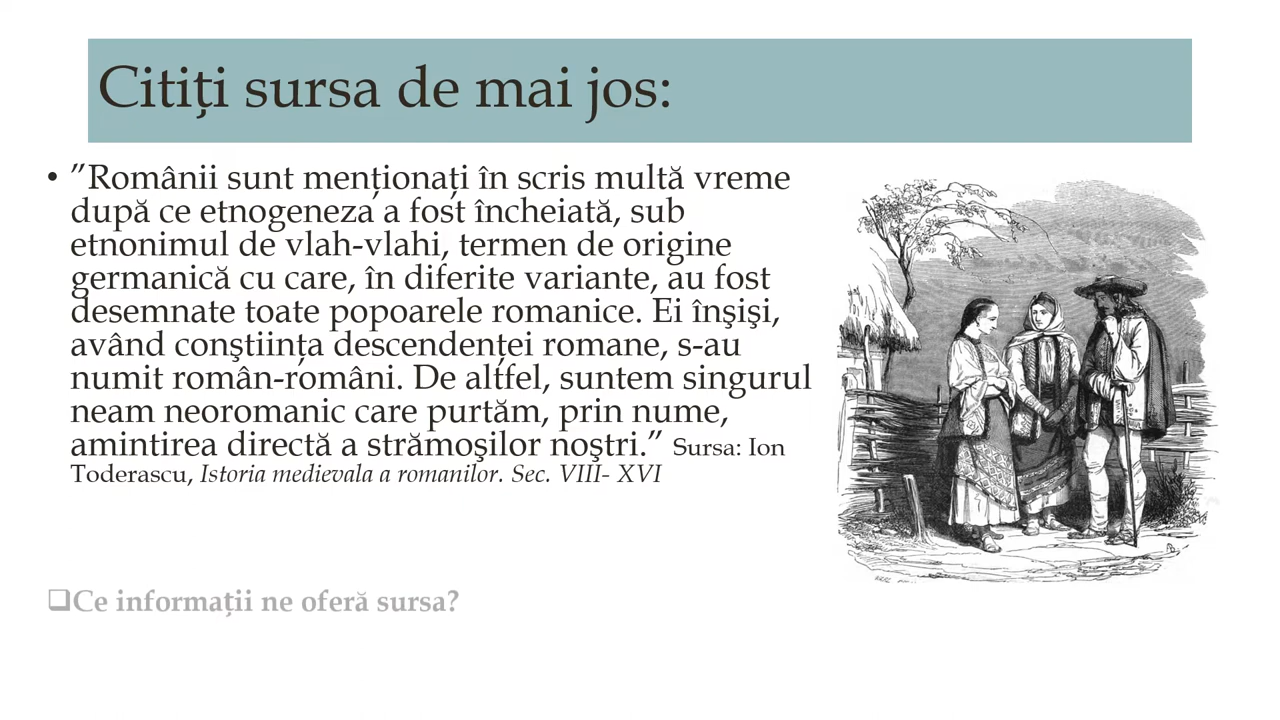 Citiți sursa de mai jos:
• ”Românii sunt menționați în scris multă vreme
după ce etnogeneza a fost încheiată, sub
etnonimul de vlah-vlahi, termen de origine
germanică cu care, în diferite variante, au fost
desemnate toate popoarele romanice. Ei înşişi,
având conştiința descendenței romane, s-au
numit român-români. De altfel, suntem singurul
neam neoromanic care purtăm, prin nume,
amintirea directă a strămoşilor noştri.” Sursa: Ion
Toderascu, Istoria medievala a romanilor. Sec. VIII- XVI
❑Ce informații ne oferă sursa?